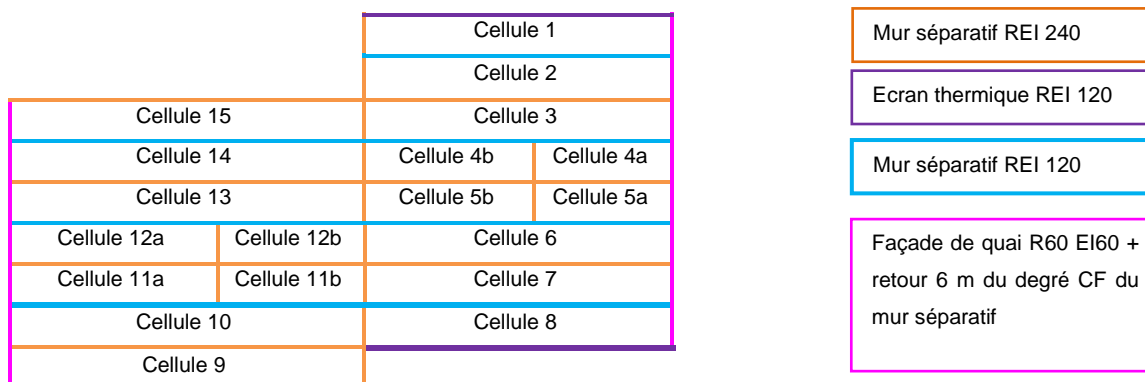 Cellule 1
Cellule 2
Cellule 15 Cellule 3
Cellule 14 Cellule 4b Cellule 4a
Cellule 13 Cellule 5b Cellule 5a
Cellule 12a Cellule 12b Cellule 6
Cellule 11a Cellule 11b Cellule 7
Cellule 10 Cellule 8
Cellule 9
Mur séparatif REI 240
Ecran thermique REI 120
Mur séparatif REI 120
Façade de quai R60 EI60 +
retour 6 m du degré CF du
mur séparatif